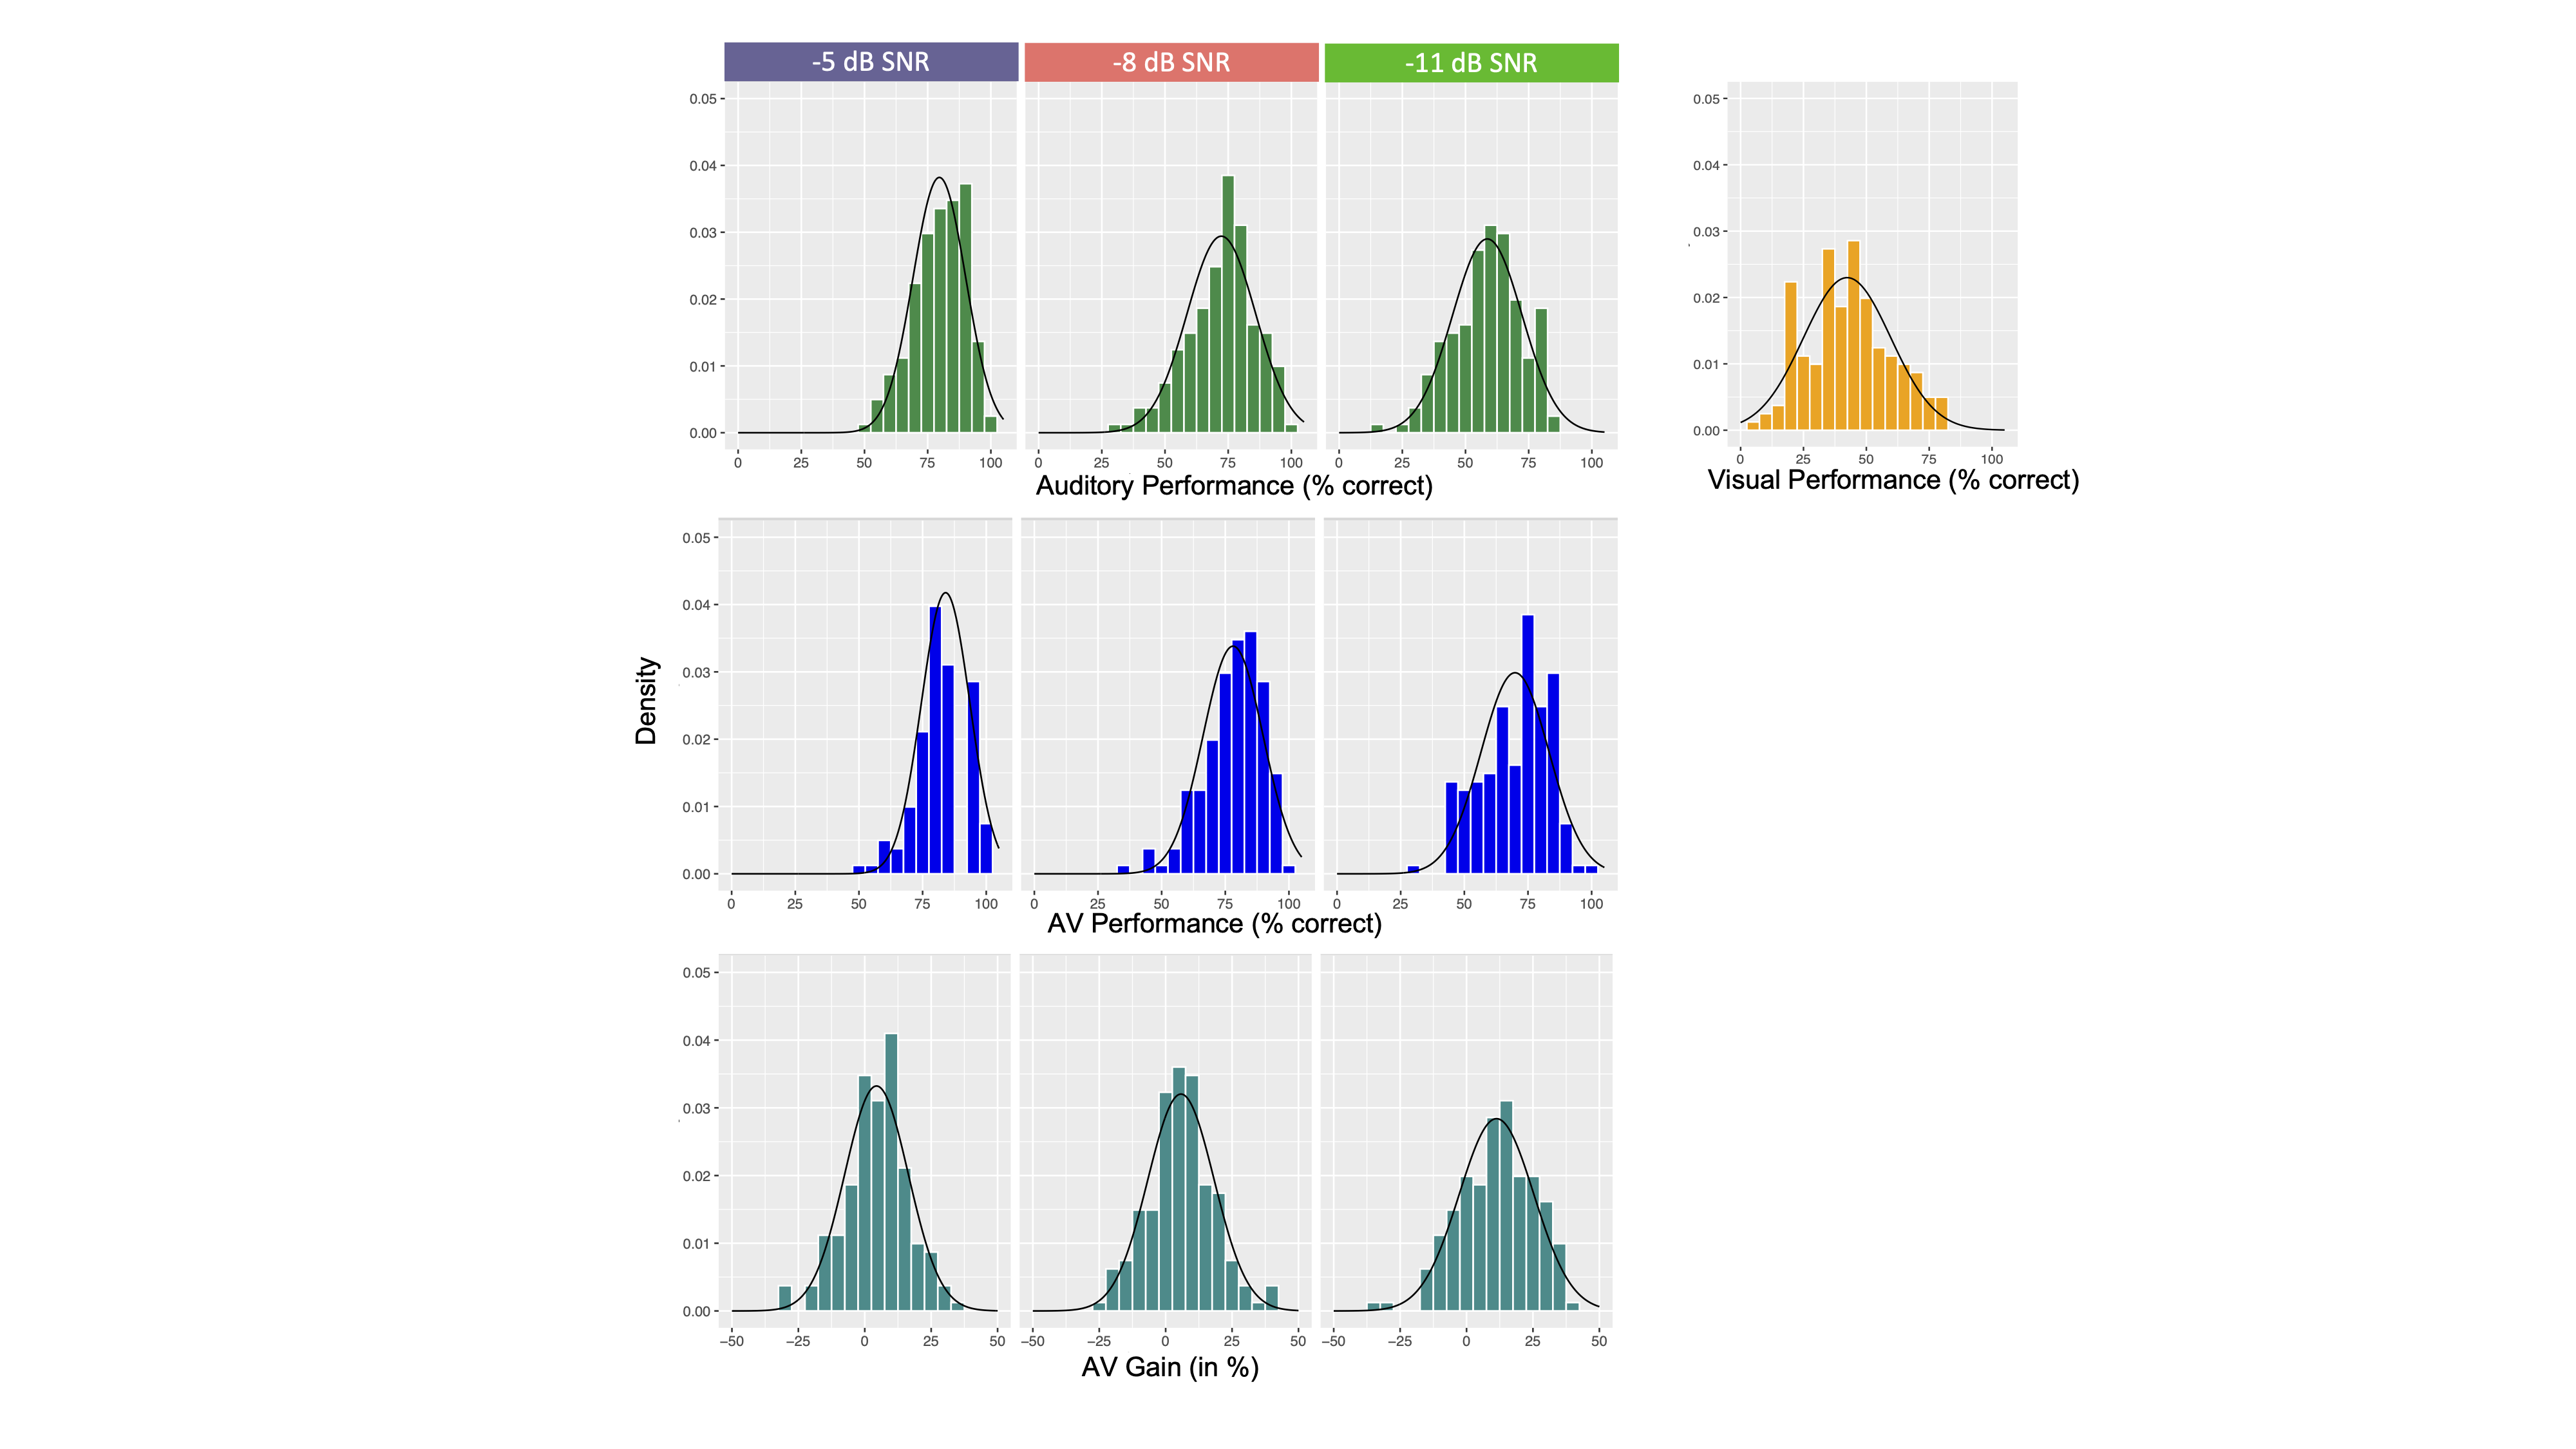 -5 dB SNR -8 dB SNR -11 dB SNR
0.05 0.05
0.04 0.04
0.03 0.03
0.02 0.02
0.01 0.01
0.00 0.00
0 25 50 75 100 0 25 50 75 100 0 25 50 75 100 0 25 50 75 100
Auditory Performance (% correct) Visual Performance (% correct)
Density
0.05
0.04
0.03
0.02
0.01
0.00
0 25 50 75 100 0 25 50 75 100 0 25 50 75 100
AV Performance (% correct)
0.05
0.04
0.03
0.02
0.01
0.00
−50 −25 0 25 50 −50 −25 0 25 50 −50 −25 0 25 50
AV Gain (in %)